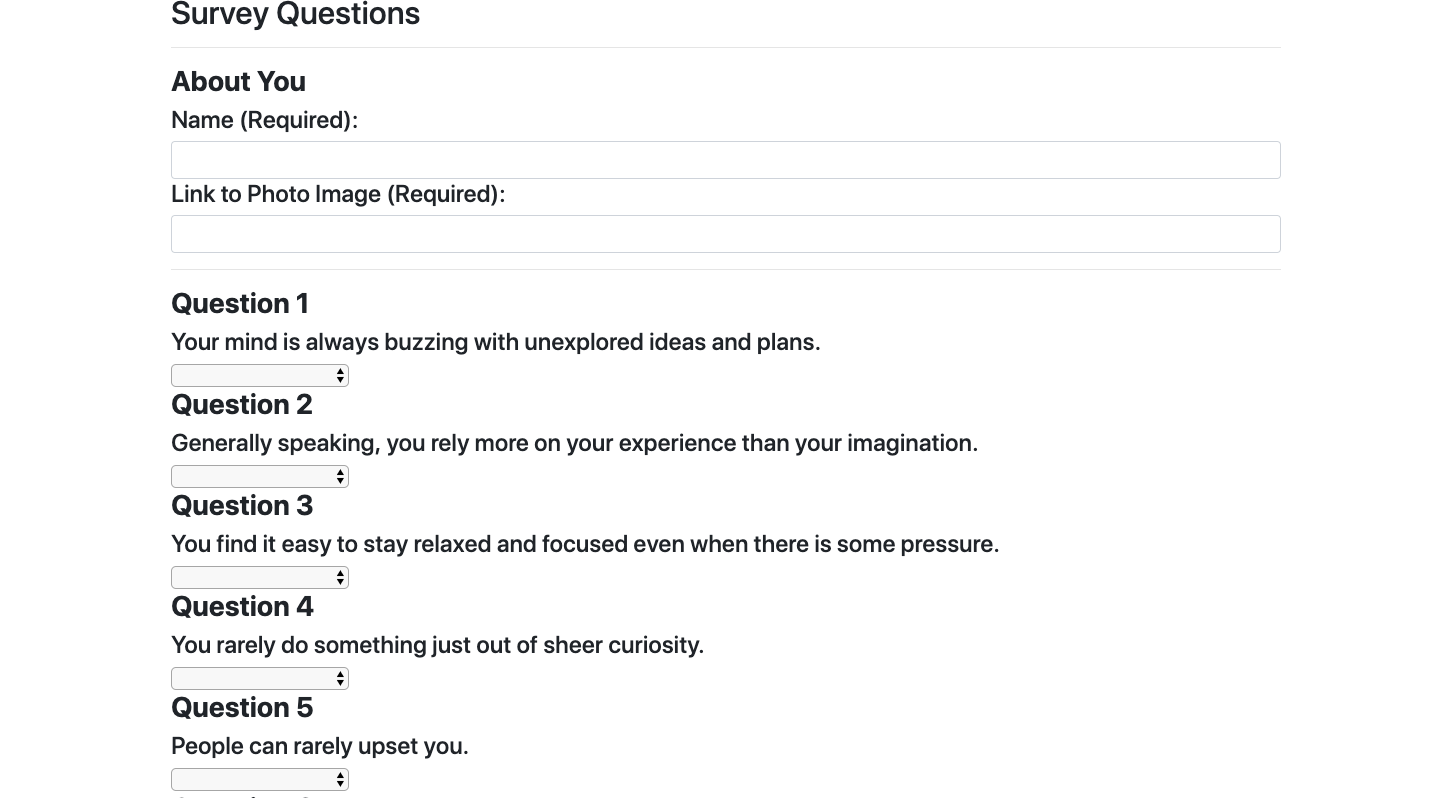 Survey Questions
About You
Name (Required):
Link to Photo Image (Required):
Question 1
Your mind is always buzzing with unexplored ideas and plans.
Question 2
Generally speaking, you rely more on your experience than your imagination.
Question 3
You find it easy to stay relaxed and focused even when there is some pressure.
Question 4
You rarely do something just out of sheer curiosity.
Question 5
People can rarely upset you.